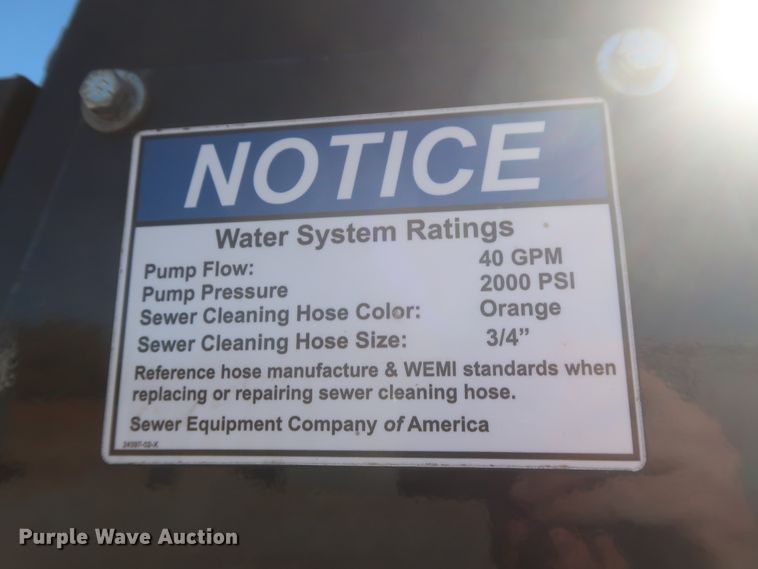 NOTICE
Water System Ratings
Pump Flow: 40 GPM
Pump Pressure 2000 PSI
Sewer Cleaning Hose Color: Orange
Sewer Cleaning Hose Size: 3/4"
Reference hose manufacture & WEMI standards when
replacing or repairing sewer cleaning hose.
Sewer Equipment Company of America
Purple Wave Auction